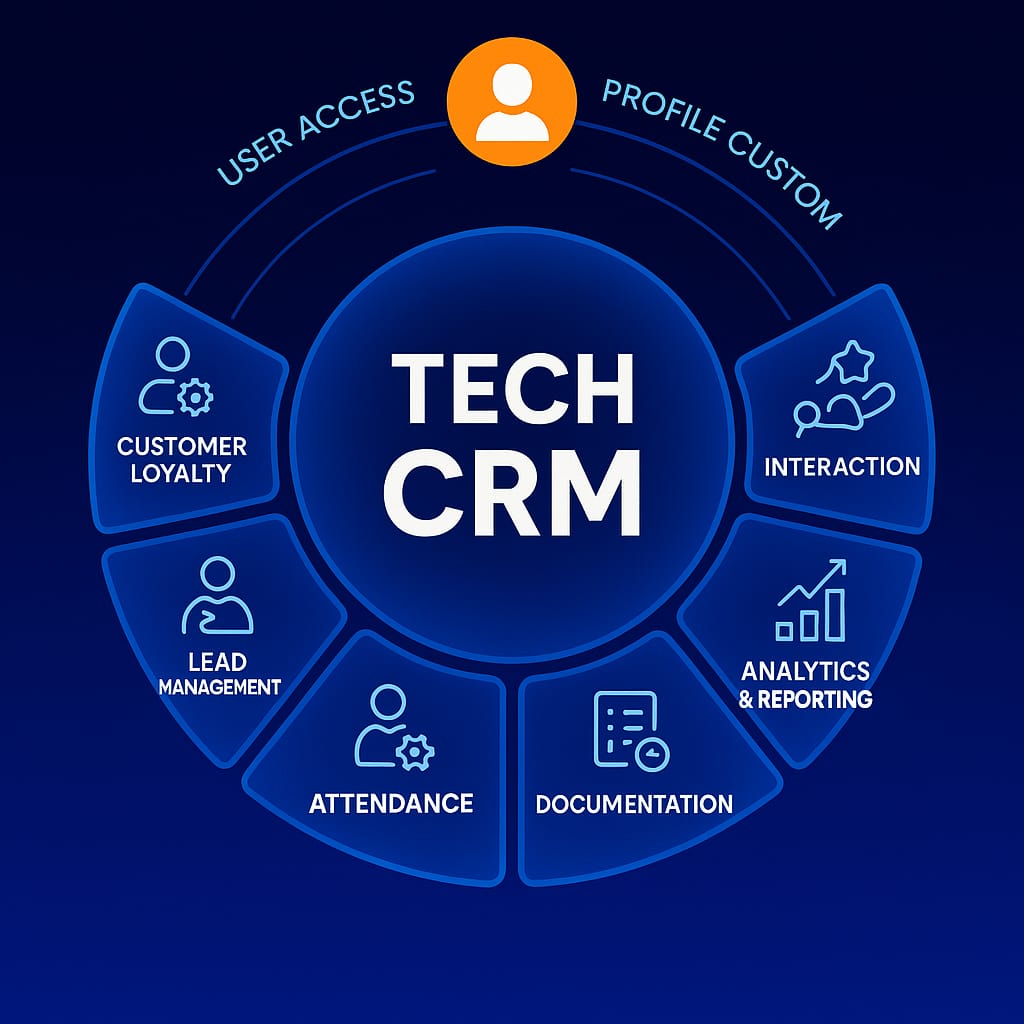 USER ACCESS
PROFILE CUSTOM
TECH
CRM
CUSTOMER
LOYALTY
INTERACTION
LEAD
MANAGEMENT
ANALYTICS
& REPORTING
ATTENDANCE
DOCUMENTATION